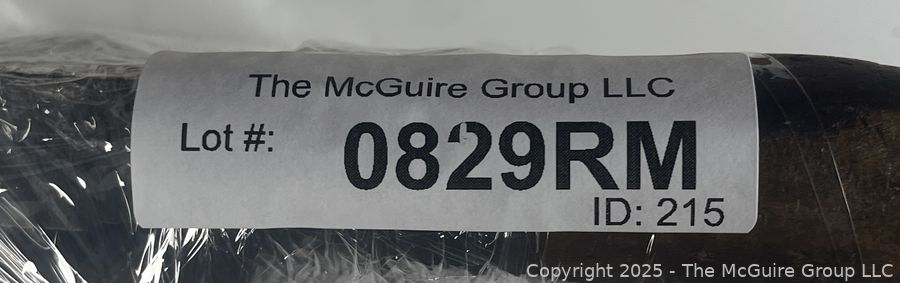 The McGuire Group LLC
Lot #: 0829RM
ID: 215
Copyright 2025 - The McGuire Group LLC